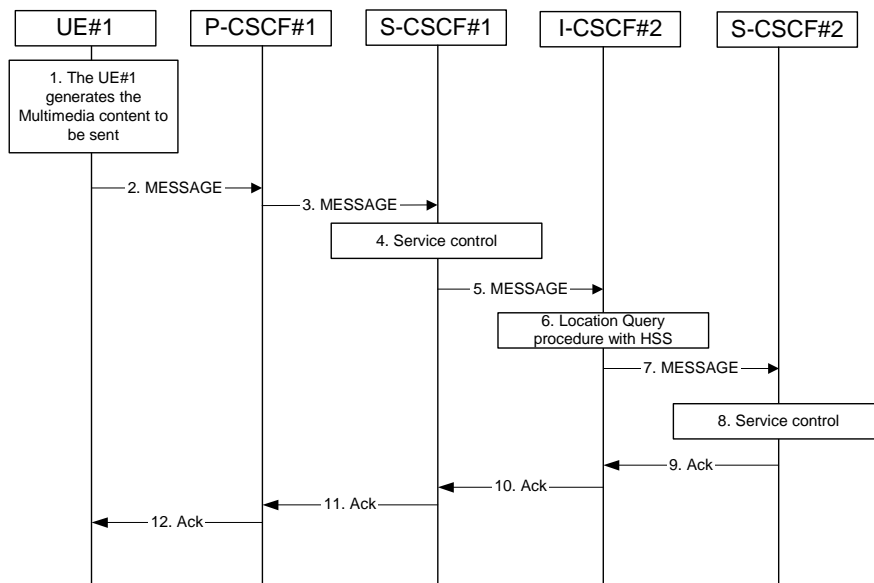 UE#1
P-CSCF#1
S-CSCF#1
I-CSCF#2
S-CSCF#2
1. The UE#1
generates the
Multimedia content to
be sent
2. MESSAGE
3. MESSAGE
4. Service control
5. MESSAGE
6. Location Query
procedure with HSS
7. MESSAGE
8. Service control
9. Ack
10. Ack
11. Ack
12. Ack